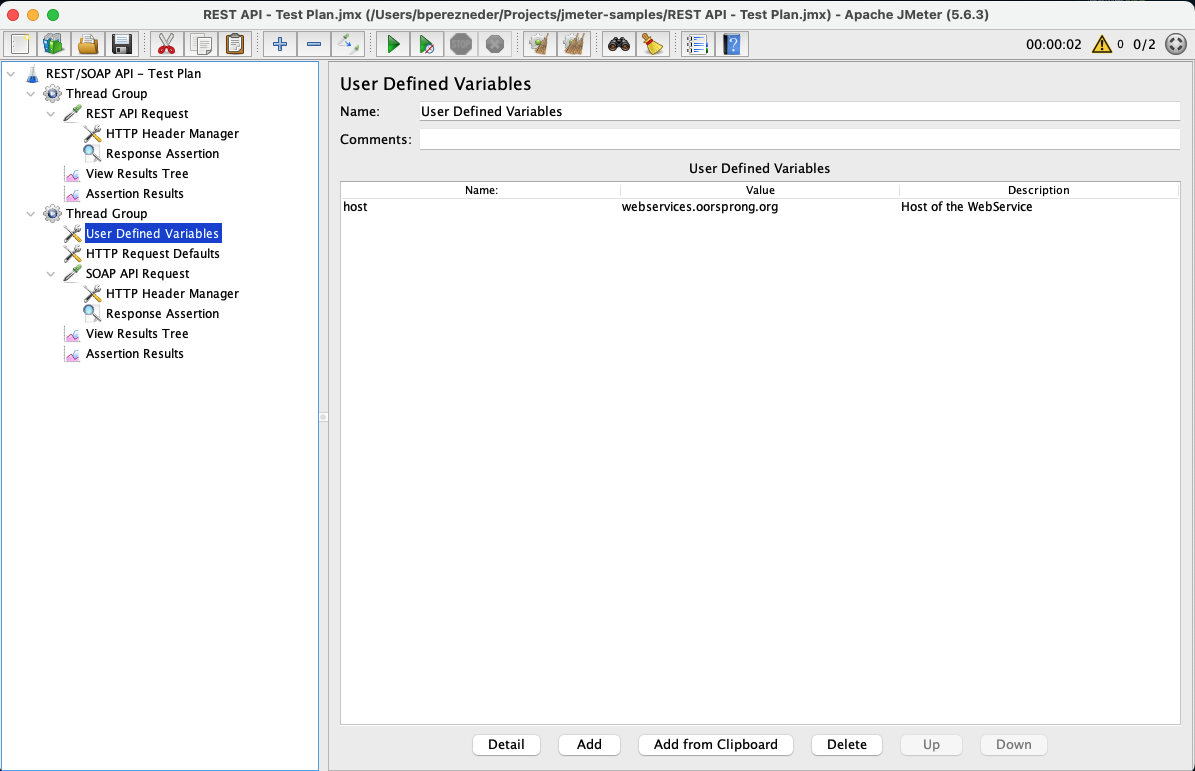 REST API - Test Plan.jmx (/Users/bperezneder/Projects/jmeter-samples/REST API - Test Plan.jmx) - Apache JMeter (5.6.3)
STOP ? 00:00:02 0 0/2
REST/SOAP API - Test Plan
Thread Group
REST API Request
HTTP Header Manager
Response Assertion
View Results Tree
Assertion Results
Thread Group
User Defined Variables
HTTP Request Defaults
SOAP API Request
HTTP Header Manager
Response Assertion
View Results Tree
Assertion Results
User Defined Variables
Name: User Defined Variables
Comments:
User Defined Variables
Name: Value Description
host webservices.oorsprong.org Host of the WebService
Detail Add Add from Clipboard Delete Up Down